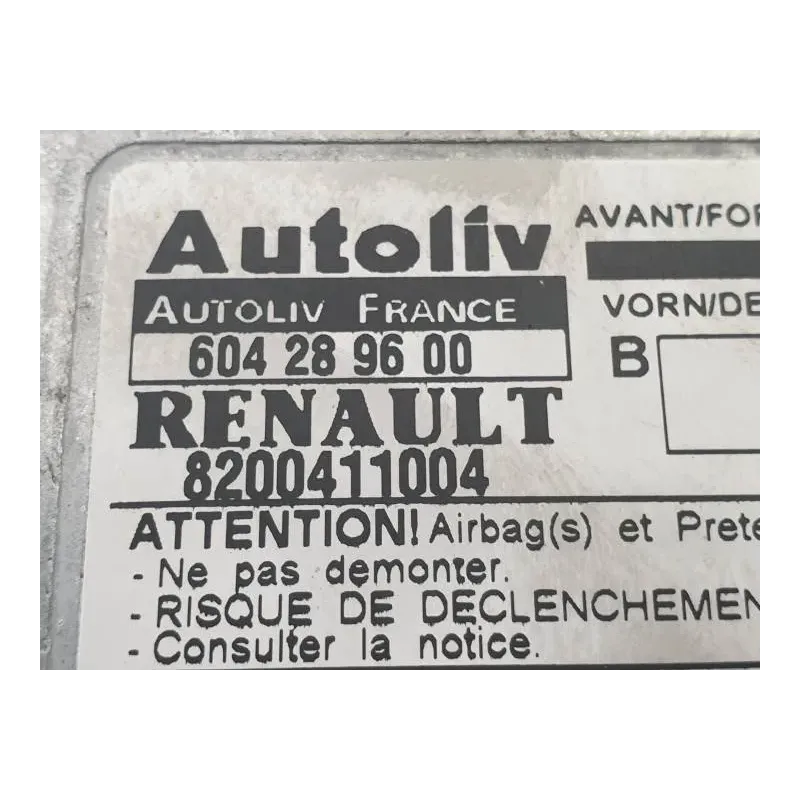 Autoliv
AVANT/FOR
AUTOLIV FRANCE
VORN/DE
604 28 96 00
B
RENAULT
8200411004
ATTENTION! Airbag(s) et Prete
- Ne pas demonter.
- RISQUE DE DECLENCHEMEN
- Consulter la notice.